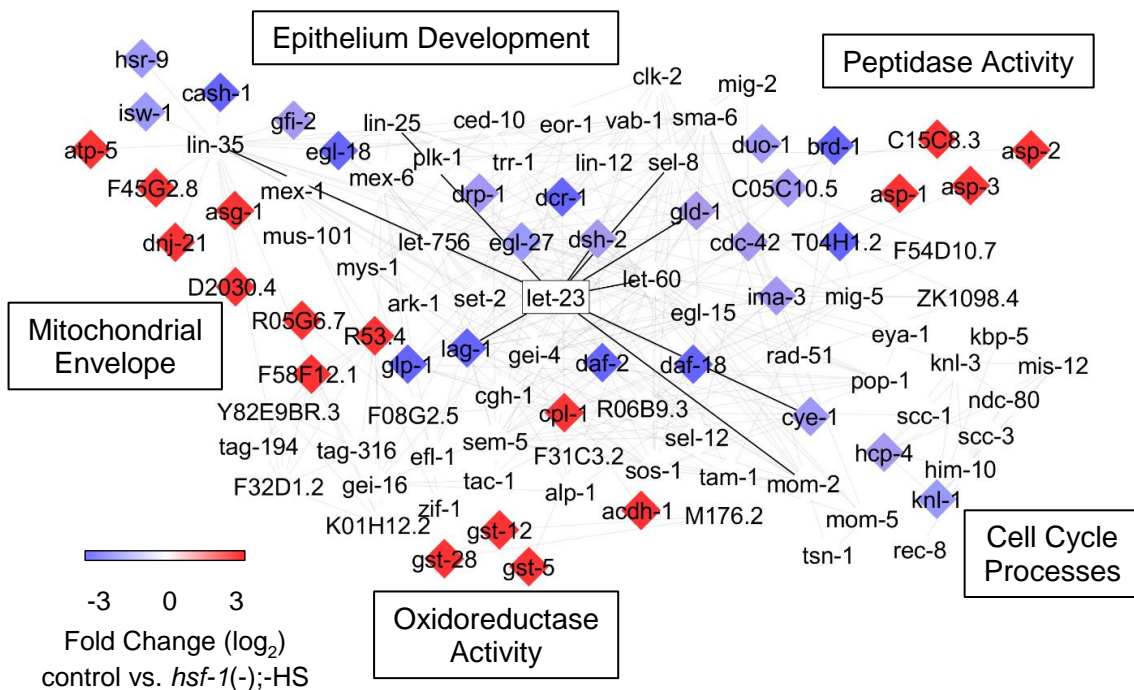 Epithelium Development
Peptidase Activity
hsr-9
cash-1
isw-1
gfi-2
lin-25
ced-10
eor-1
vab-1
clk-2
mig-2
sma-6
duo-1
brd-1
C15C8.3
asp-2
atp-5
lin-35
egl-18
plk-1
trr-1
lin-12
sel-8
F45G2.8
mex-1
mex-6
drp-1
dcr-1
gld-1
C05C10.5
asp-1
asp-3
asg-1
dnj-21
mus-101
let-756
egl-27
dsh-2
cdc-42
T04H1.2
F54D10.7
mys-1
D2030.4
ark-1
set-2
let-23
let-60
ima-3
mig-5
ZK1098.4
egl-15
Mitochondrial
Envelope
R05G6.7
R53.4
eya-1
kbp-5
glp-1
lag-1
gei-4
daf-2
daf-18
rad-51
knl-3
mis-12
F58F12.1
pop-1
Y82E9BR.3
F08G2.5
cgh-1
cpl-1
R06B9.3
cye-1
scc-1
ndc-80
tag-194
tag-316
efl-1
sem-5
F31C3.2
sel-12
hcp-4
scc-3
F32D1.2
gei-16
tac-1
alp-1
sos-1
tam-1
mom-2
him-10
knl-1
K01H12.2
zif-1
gst-12
acdh-1
M176.2
mom-5
tsn-1
rec-8
gst-28
gst-5
Cell Cycle
Processes
Oxidoreductase
Activity
-3 0 3
Fold Change (log2)
control vs. hsf-1(-);-HS